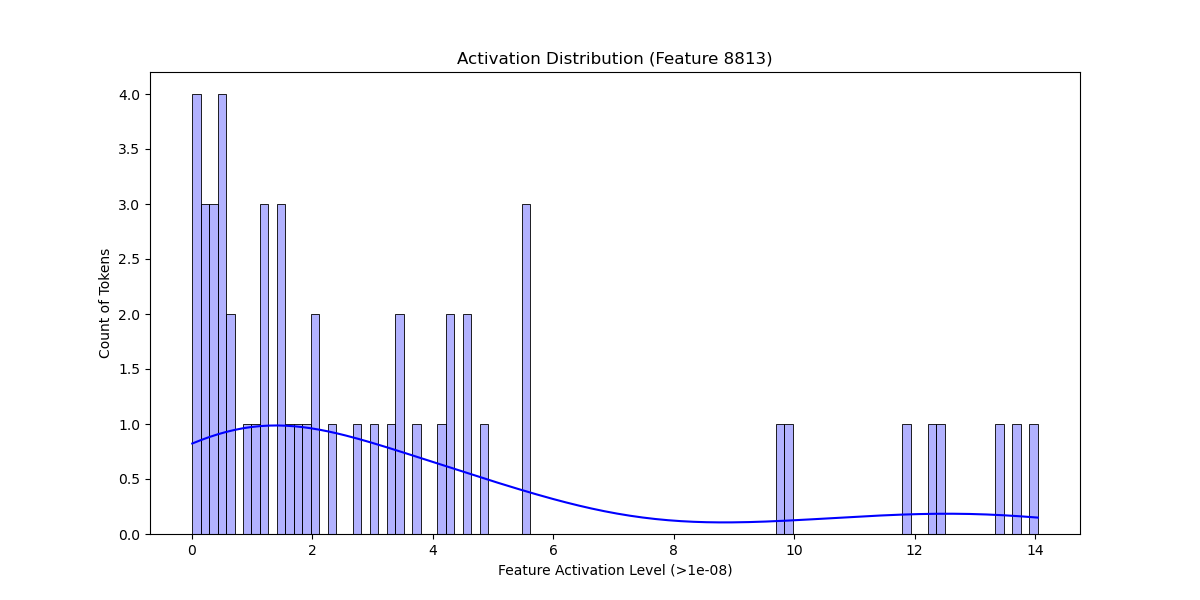 Activation Distribution (Feature 8813)
4.0
3.5
3.0
2.5
2.0
1.5
1.0
0.5
0.0
Count of Tokens
0 2 4 6 8 10 12 14
Feature Activation Level (>1e-08)